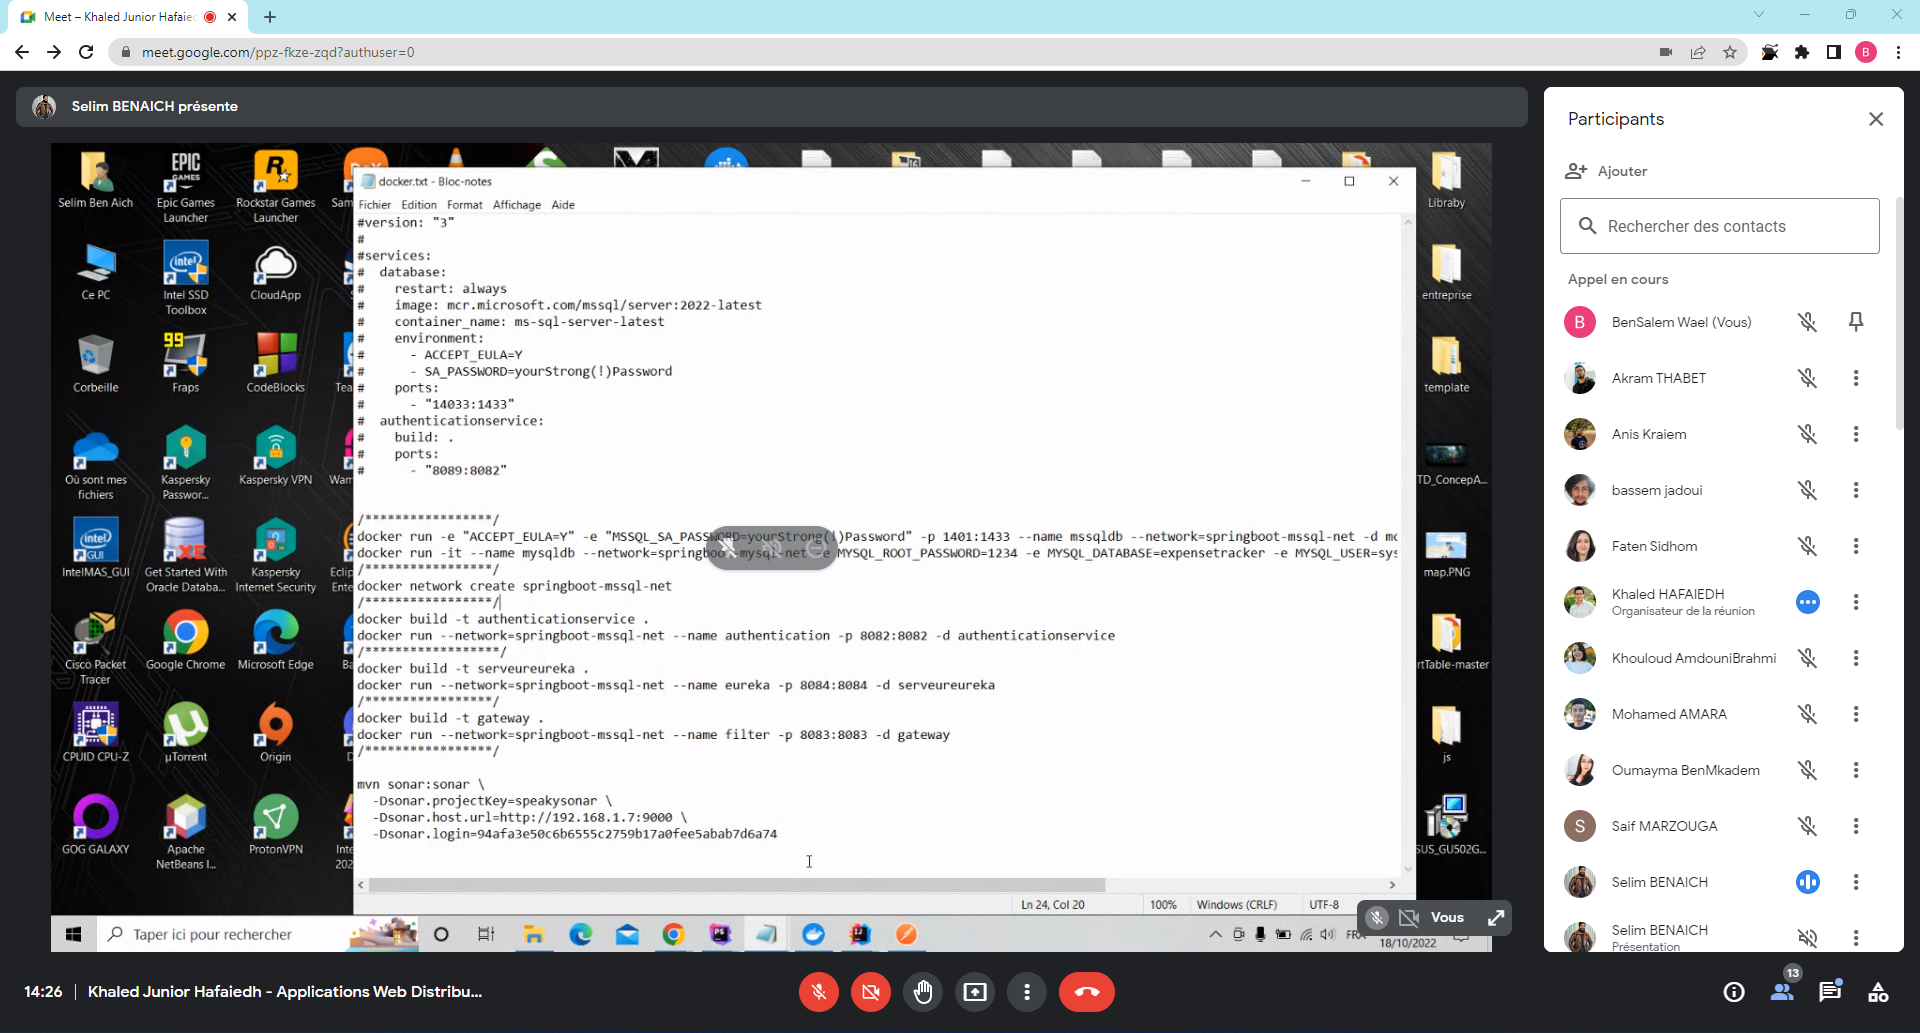 Meet – Khaled Junior Hafaied
meet.google.com/ppz-fkze-zqd?authuser=0
B
Selim BENAICH présente
Selim Ben Aich
EPIC GAMES
Epic Games Launcher
Rockstar Games Launcher
Sam
Ce PC
Intel SSD Toolbox
CloudApp
Corbeille
99
Fraps
CodeBlocks
Tea
Où sont mes fichiers
Kaspersky Passwor...
Kaspersky VPN
Wam
IntelMAS_GUI
Get Started With Oracle Databa...
Kaspersky Internet Security
Eclip
Ente
Cisco Packet Tracer
Google Chrome
Microsoft Edge
Ba
CPUID CPU-Z
µTorrent
Origin
D
GOG GALAXY
Apache NetBeans I...
ProtonVPN
Inte
202
docker.txt - Bloc-notes
Fichier Edition Format Affichage Aide
#version: "3"
#
#services:
#  database:
#    restart: always
#    image: mcr.microsoft.com/mssql/server:2022-latest
#    container_name: ms-sql-server-latest
#    environment:
#      - ACCEPT_EULA=Y
#      - SA_PASSWORD=yourStrong(!)Password
#    ports:
#      - "14033:1433"
#  authenticationservice:
#    build: .
#    ports:
#      - "8089:8082"
/*****************/
docker run -e "ACCEPT_EULA=Y" -e "MSSQL_SA_PASSWORD=yourStrong(!)Password" -p 1401:1433 --name mssqldb --network=springboot-mssql-net -d mc
docker run -it --name mysqldb --network=springboot-mysql-net -e MYSQL_ROOT_PASSWORD=1234 -e MYSQL_DATABASE=expensetracker -e MYSQL_USER=sys
/*****************/
docker network create springboot-mssql-net
/*****************/
docker build -t authenticationservice .
docker run --network=springboot-mssql-net --name authentication -p 8082:8082 -d authenticationservice
/******************/
docker build -t serveureureka .
docker run --network=springboot-mssql-net --name eureka -p 8084:8084 -d serveureureka
/*****************/
docker build -t gateway .
docker run --network=springboot-mssql-net --name filter -p 8083:8083 -d gateway
/*****************/
mvn sonar:sonar \
  -Dsonar.projectKey=speakysonar \
  -Dsonar.host.url=http://192.168.1.7:9000 \
  -Dsonar.login=94afa3e50c6b6555c2759b17a0fee5abab7d6a74
Ln 24, Col 20 100% Windows (CRLF) UTF-8
Libraby
entreprise
template
TD_ConcepA...
map.PNG
rtTable-master
js
SUS_GU502G...
Taper ici pour rechercher
FRA
18/10/2022
Vous
Participants
Ajouter
Rechercher des contacts
Appel en cours
B BenSalem Wael (Vous)
Akram THABET
Anis Kraiem
bassem jadoui
Faten Sidhom
Khaled HAFAIEDH
Organisateur de la réunion
Khouloud AmdouniBrahmi
Mohamed AMARA
Oumayma BenMkadem
S Saif MARZOUGA
Selim BENAICH
Selim BENAICH
Présentation
14:26 | Khaled Junior Hafaiedh - Applications Web Distribu...
13